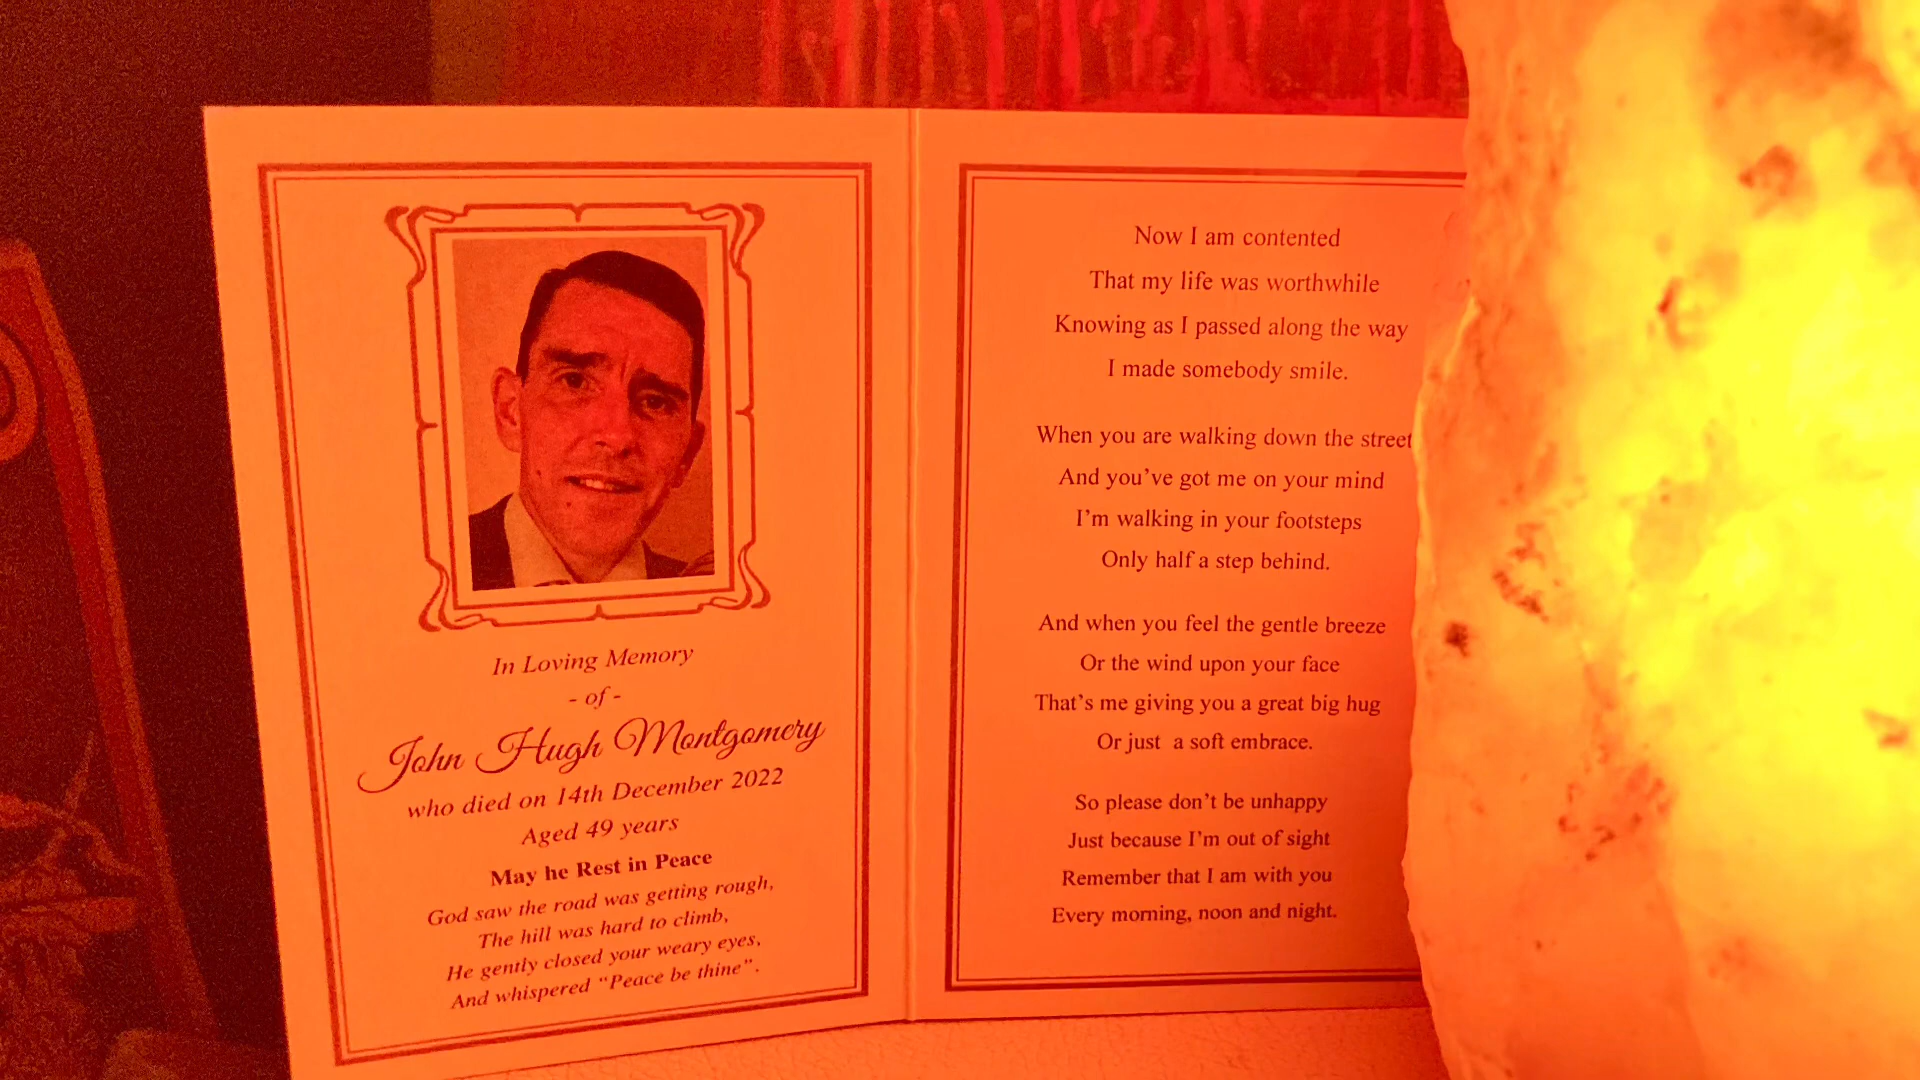 In Loving Memory
- of -
John Hugh Montgomery
who died on 14th December 2022
Aged 49 years
May he Rest in Peace
God saw the road was getting rough,
The hill was hard to climb,
He gently closed your weary eyes,
And whispered “Peace be thine”.
Now I am contented
That my life was worthwhile
Knowing as I passed along the way
I made somebody smile.
When you are walking down the street
And you’ve got me on your mind
I’m walking in your footsteps
Only half a step behind.
And when you feel the gentle breeze
Or the wind upon your face
That’s me giving you a great big hug
Or just a soft embrace.
So please don’t be unhappy
Just because I’m out of sight
Remember that I am with you
Every morning, noon and night.